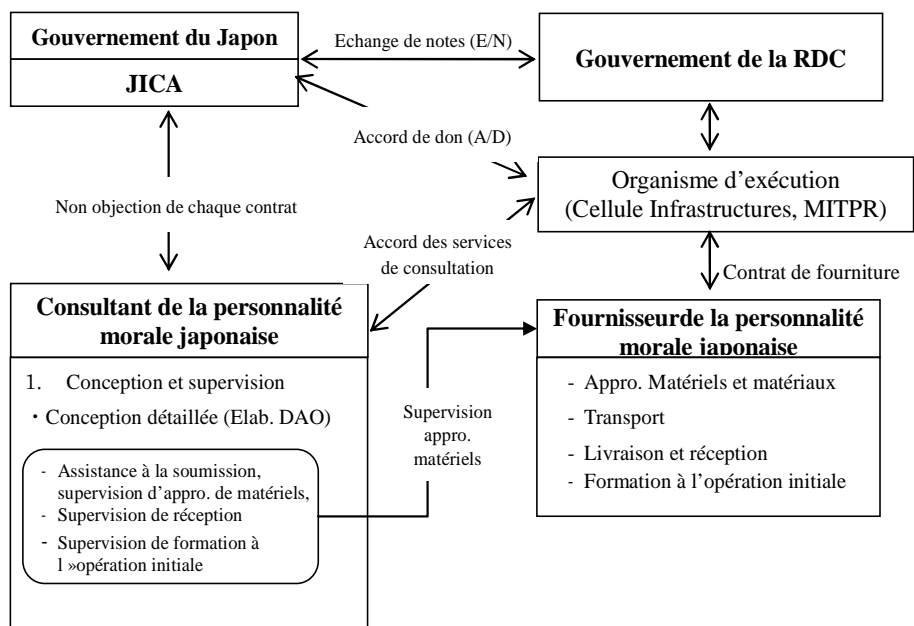 Gouvernement du Japon
JICA
Echange de notes (E/N)
Gouvernement de la RDC
Accord de don (A/D)
Organisme d’exécution
(Cellule Infrastructures, MITPR)
Non objection de chaque contrat
Accord des services
de consultation
Contrat de fourniture
Consultant de la personnalité
morale japonaise
1. Conception et supervision
・Conception détaillée (Elab. DAO)
- Assistance à la soumission,
supervision d’appro. de matériels,
- Supervision de réception
- Supervision de formation à
l »opération initiale
Supervision
appro.
matériels
Fournisseurde la personnalité
morale japonaise
- Appro. Matériels et matériaux
- Transport
- Livraison et réception
- Formation à l’opération initiale